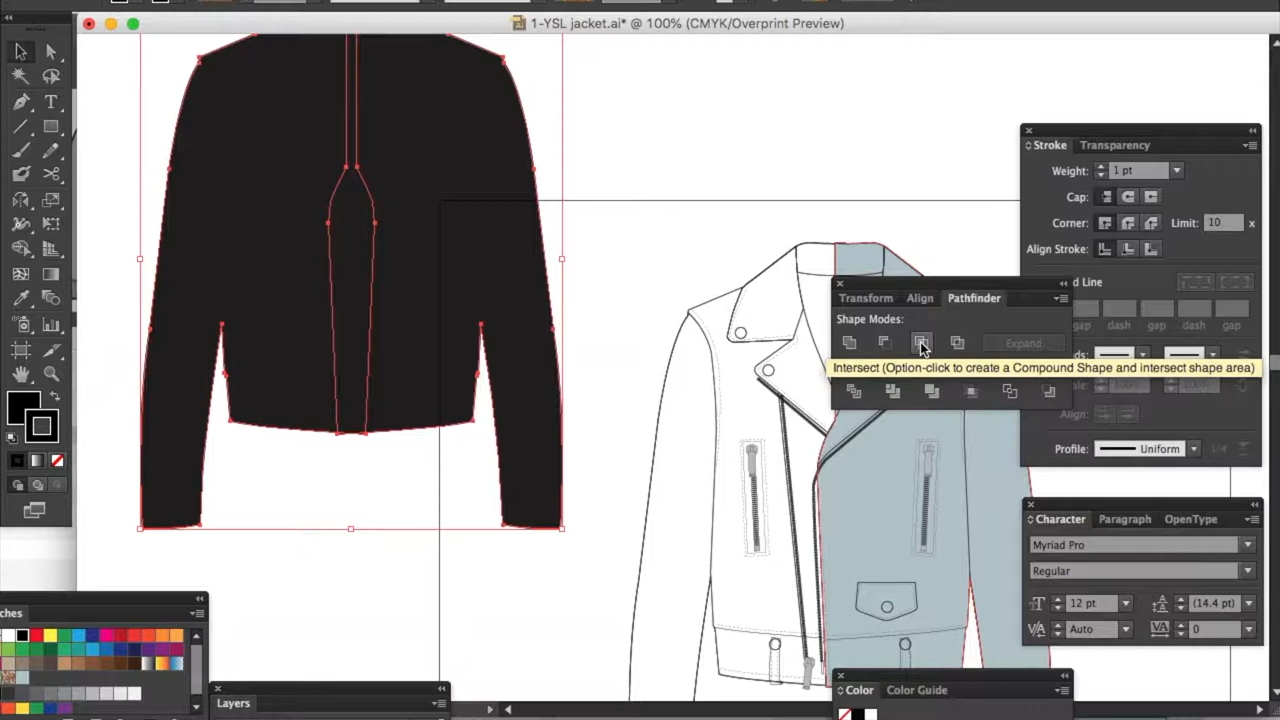 1-YSL jacket.ai* @ 100% (CMYK/Overprint Preview)
Stroke Transparency
Weight: 1 pt
Cap:
Corner: Limit: 10 x
Align Stroke:
d Line
gap dash gap dash gap
Align:
Profile: Uniform
Transform Align Pathfinder
Shape Modes:
Expand
Intersect (Option-click to create a Compound Shape and intersect shape area)
Character Paragraph OpenType
Myriad Pro
Regular
12 pt (14.4 pt)
Auto 0
ches
Layers
Color Color Guide